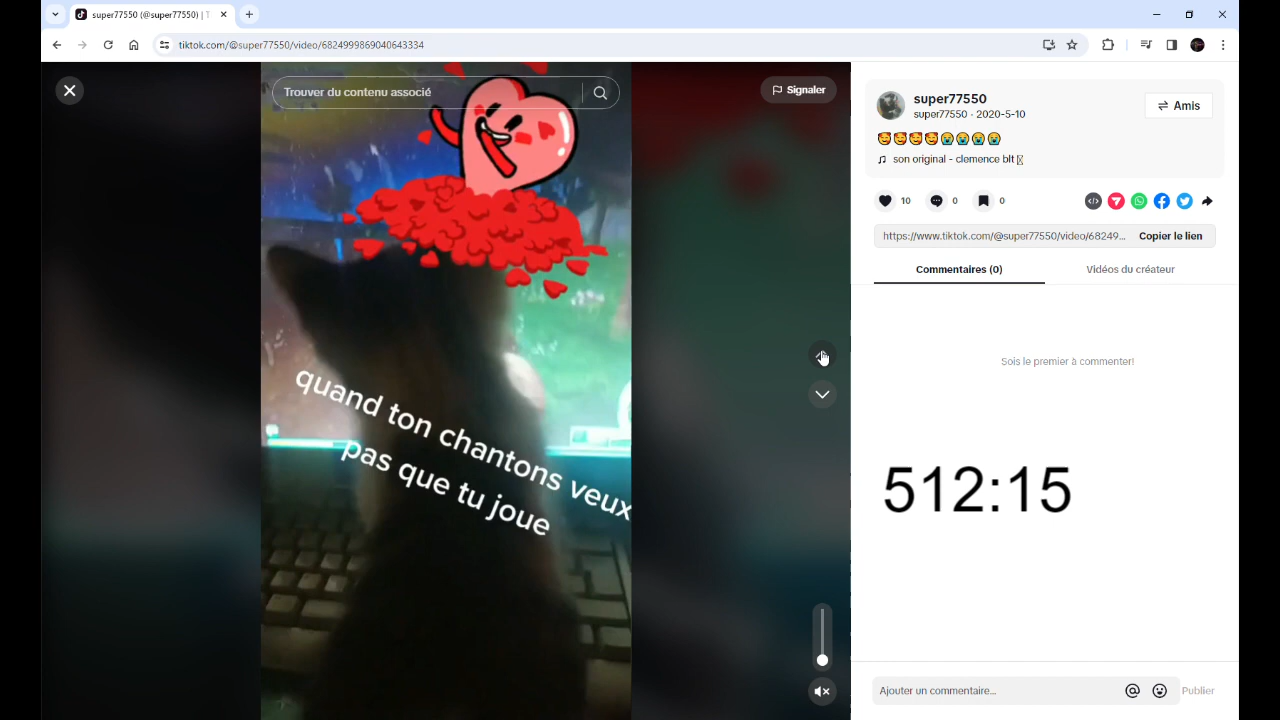 super77550 (@super77550) | T
tiktok.com/@super77550/video/6824999869040643334
Trouver du contenu associé
Signaler
quand ton chantons veux
pas que tu joue
super77550
super77550 · 2020-5-10
Amis
🥰🥰🥰🥰😭😭😭😭
son original - clemence blt
10
0
0
https://www.tiktok.com/@super77550/video/68249...
Copier le lien
Commentaires (0)
Vidéos du créateur
Sois le premier à commenter!
512:15
Ajouter un commentaire...
Publier